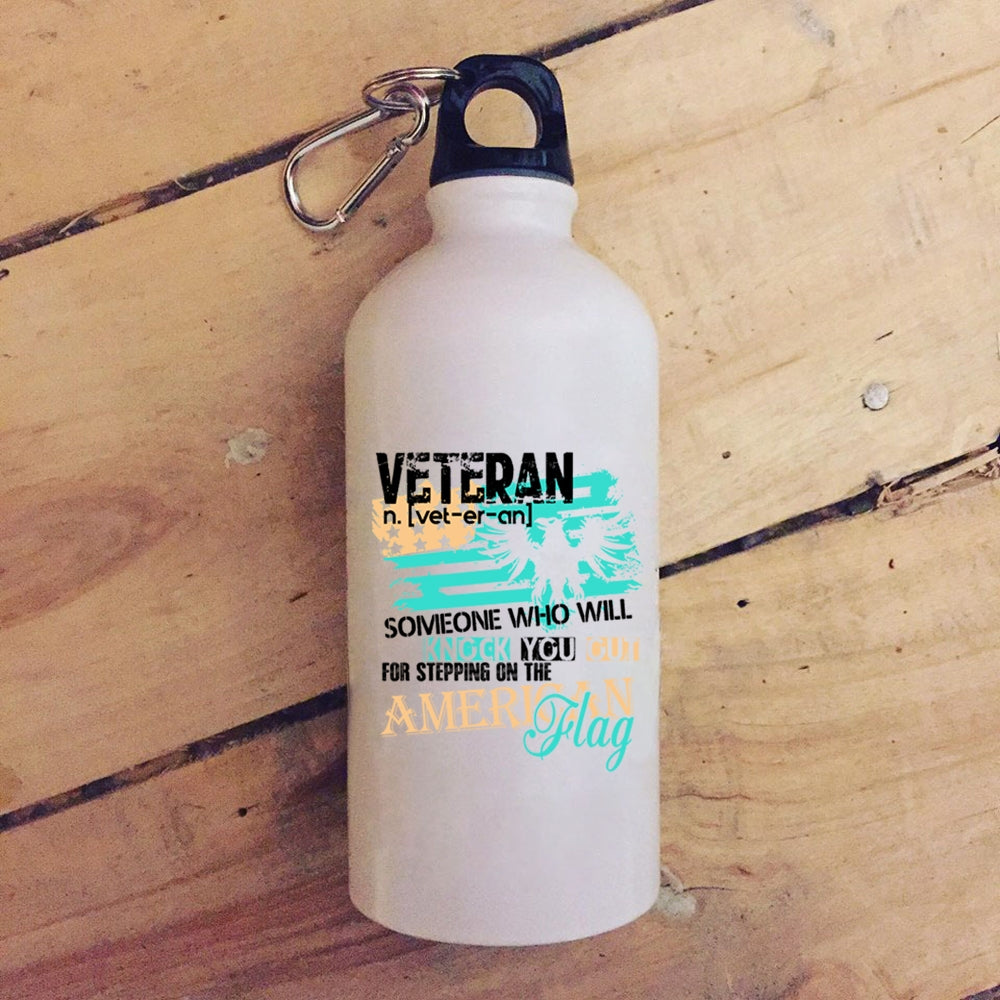 VETERAN
n. [vet-er-an]
SOMEONE WHO WILL
KNOCK YOU OUT
FOR STEPPING ON THE
AMERICAN
Flag